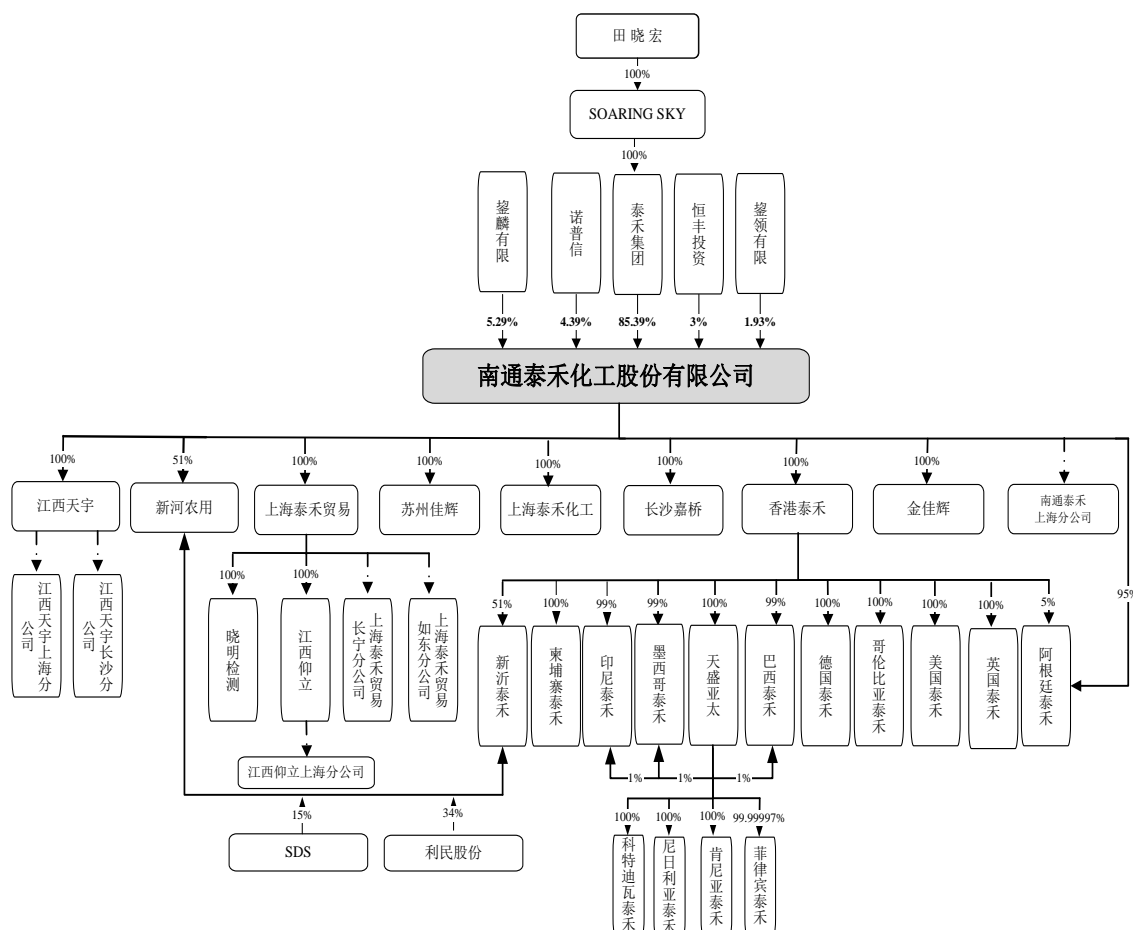 田晓宏
100%
SOARING SKY
100%
鋆麟有限
诺普信
泰禾集团
恒丰投资
鋆领有限
5.29%
4.39%
85.39%
3%
1.93%
南通泰禾化工股份有限公司
100%
51%
100%
100%
100%
100%
100%
100%
江西天宇
新河农用
上海泰禾贸易
苏州佳辉
上海泰禾化工
长沙嘉桥
香港泰禾
金佳辉
南通泰禾
上海分公司
95%
江西天宇上海分
公司
江西天宇长沙分
公司
100%
100%
晓明检测
江西仰立
上海泰禾贸易
长宁分公司
上海泰禾贸易
如东分公司
江西仰立上海分公司
51%
100%
99%
99%
100%
99%
100%
100%
100%
100%
5%
新沂泰禾
柬埔寨泰禾
印尼泰禾
墨西哥泰禾
天盛亚太
巴西泰禾
德国泰禾
哥伦比亚泰禾
美国泰禾
英国泰禾
阿根廷泰禾
1%
1%
1%
15%
34%
SDS
利民股份
100%
100%
100%
99.99997%
科特迪瓦泰禾
尼日利亚泰禾
肯尼亚泰禾
菲律宾泰禾